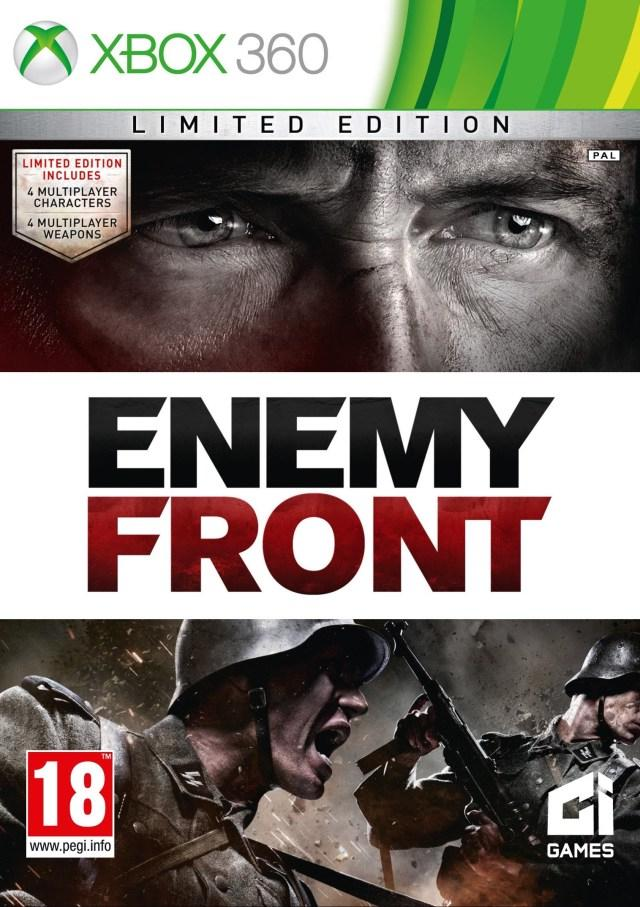 XBOX 360
LIMITED EDITION
PAL
LIMITED EDITION
INCLUDES
4 MULTIPLAYER
CHARACTERS
4 MULTIPLAYER
WEAPONS
ENEMY
FRONT
18™
www.pegi.info
CI
GAMES